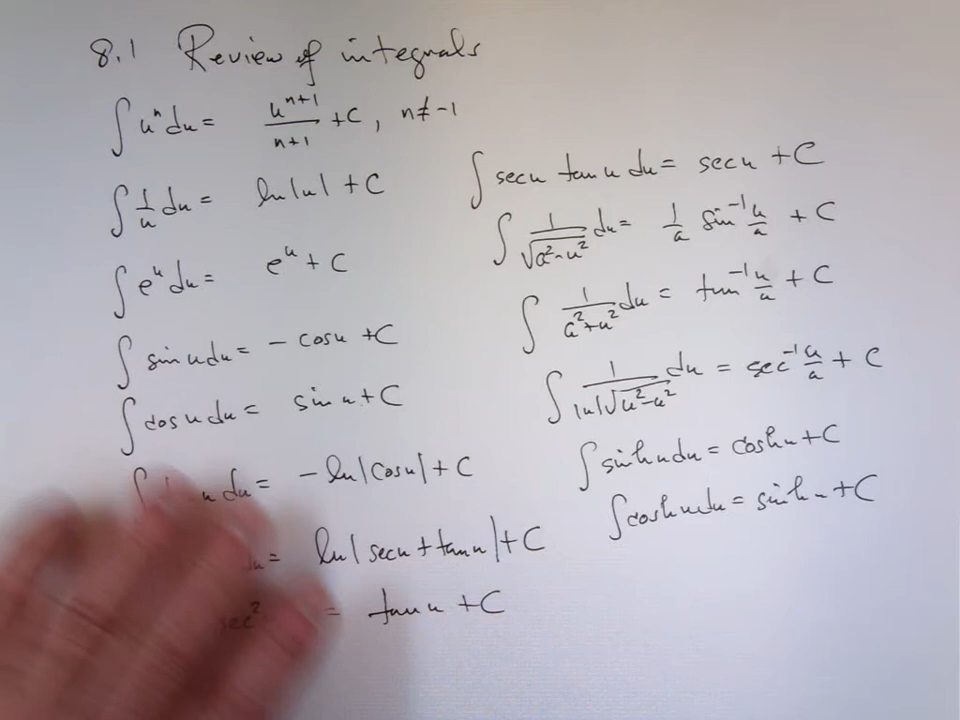 8.1 Review of integrals
∫ uⁿ du = uⁿ⁺¹/(n+1) + C, n ≠ -1
∫ 1/u du = ln|u| + C
∫ eᵘ du = eᵘ + C
∫ sin u du = - cos u + C
∫ cos u du = sin u + C
∫ u du = - ln|cos u| + C
= ln|sec u + tan u| + C
sec² = tan u + C
∫ sec u tan u du = sec u + C
∫ 1/√(a²-u²) du = 1/a sin⁻¹ u/a + C
∫ 1/(a²+u²) du = tan⁻¹ u/a + C
∫ 1/(|u|√(u²-a²)) du = sec⁻¹ u/a + C
∫ sinh u du = cosh u + C
∫ cosh u du = sinh u + C